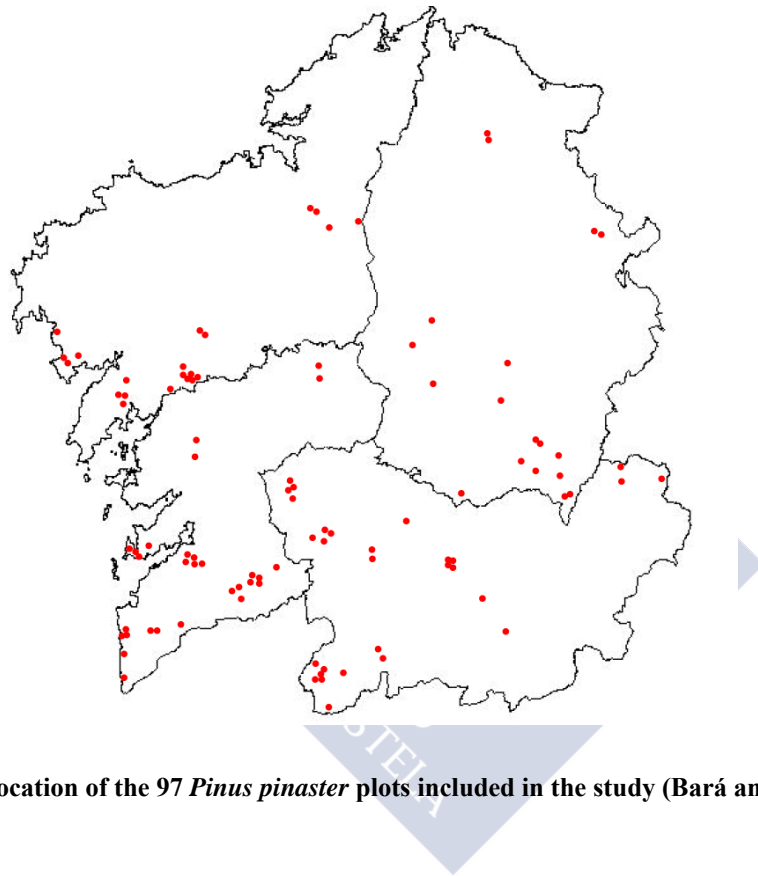 ocation of the 97 Pinus pinaster plots included in the study (Bará an